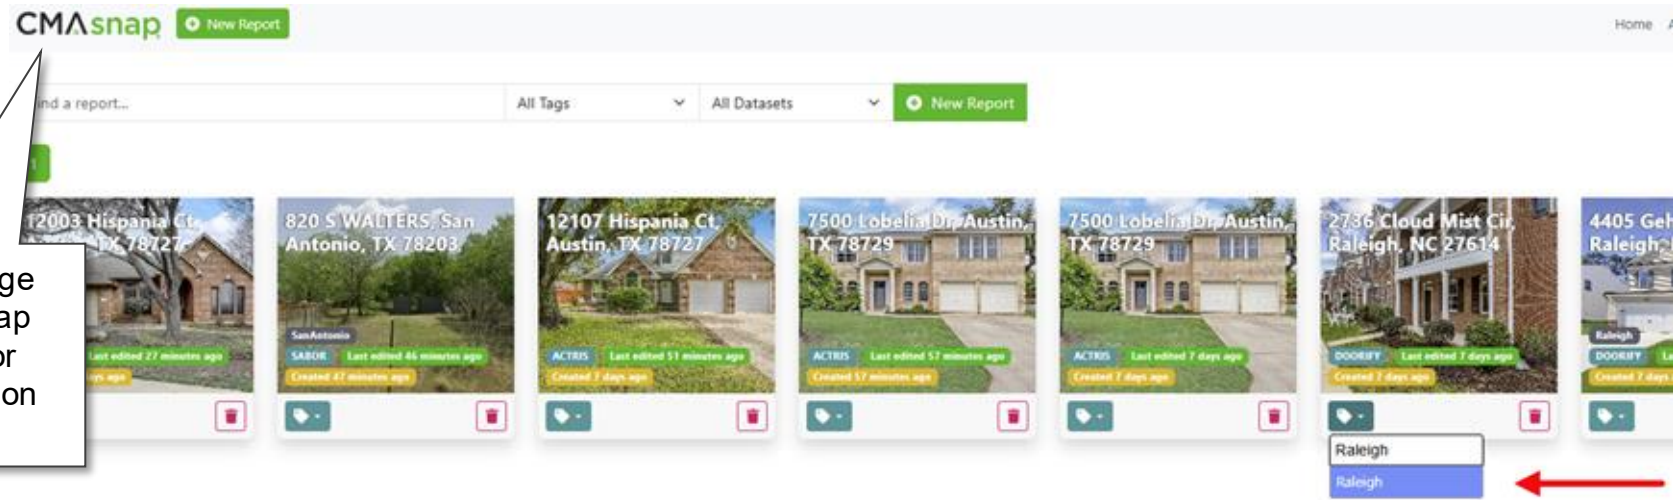 CMAsnap
New Report
Home
nd a report...
All Tags
All Datasets
New Report
1
12003 Hispania Ct,
TX 78727
820 S WALTERS, San
Antonio, TX 78203
12107 Hispania Ct,
Austin, TX 78727
7500 Lobelia Dr, Austin,
TX 78729
7500 Lobelia Dr, Austin,
TX 78729
2736 Cloud Mist Cir,
Raleigh, NC 27614
4405 Geh
Raleigh,
ge
ap
or
on
Last edited 27 minutes ago
ays ago
SanAntonio
SABOR Last edited 46 minutes ago
Created 47 minutes ago
ACTRIS Last edited 51 minutes ago
Created 7 days ago
ACTRIS Last edited 57 minutes ago
Created 57 minutes ago
ACTRIS Last edited 7 days ago
Created 7 days ago
DOORIFY Last edited 7 days ago
Created 7 days ago
Raleigh
DOORIFY La
Created 7 days
Raleigh
Raleigh